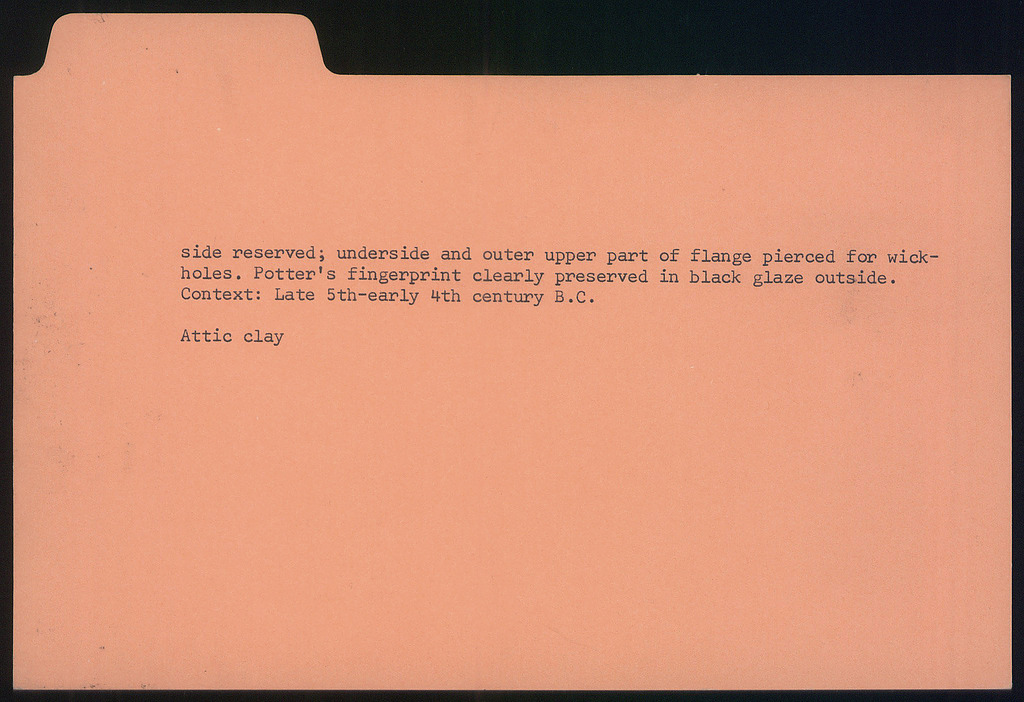 side reserved; underside and outer upper part of flange pierced for wick-
holes. Potter's fingerprint clearly preserved in black glaze outside.
Context: Late 5th-early 4th century B.C.
Attic clay